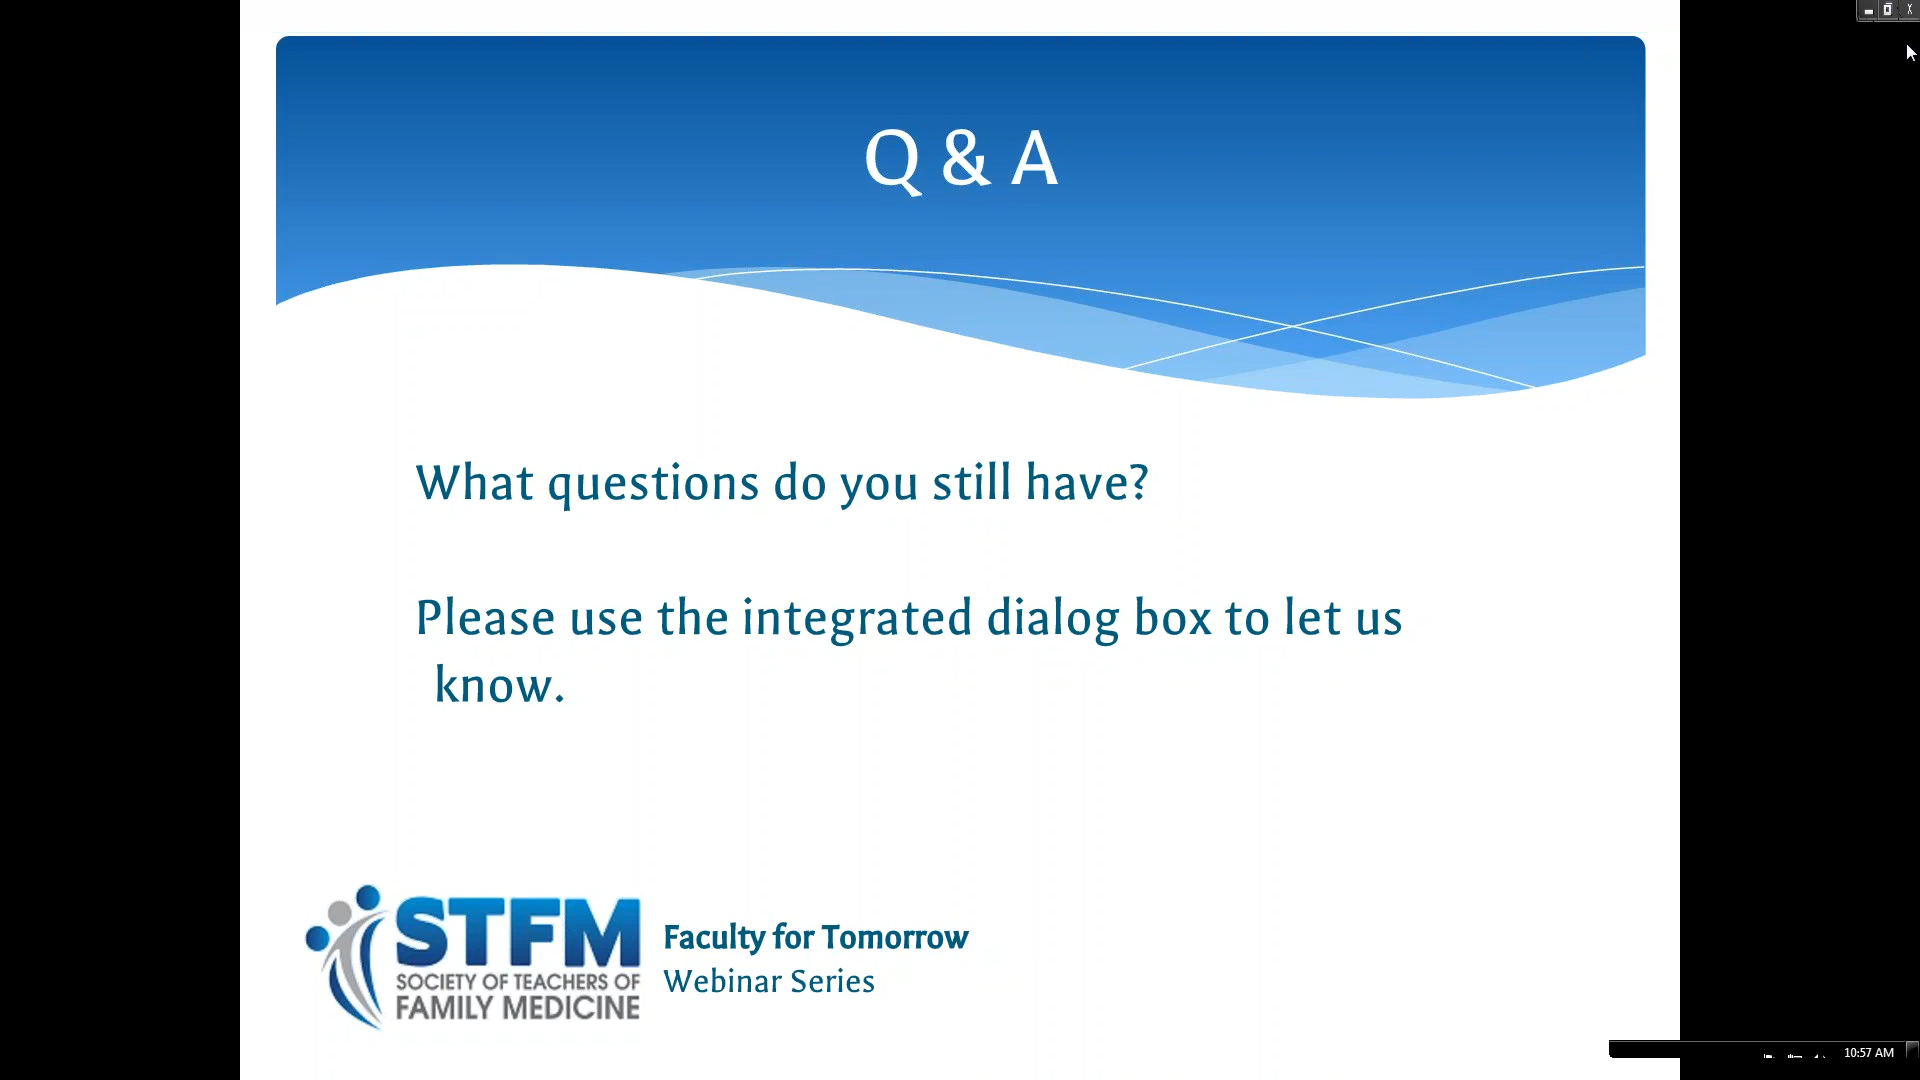 Q & A
What questions do you still have?
Please use the integrated dialog box to let us
know.
STFM
SOCIETY OF TEACHERS OF
FAMILY MEDICINE
Faculty for Tomorrow
Webinar Series
10:57 AM